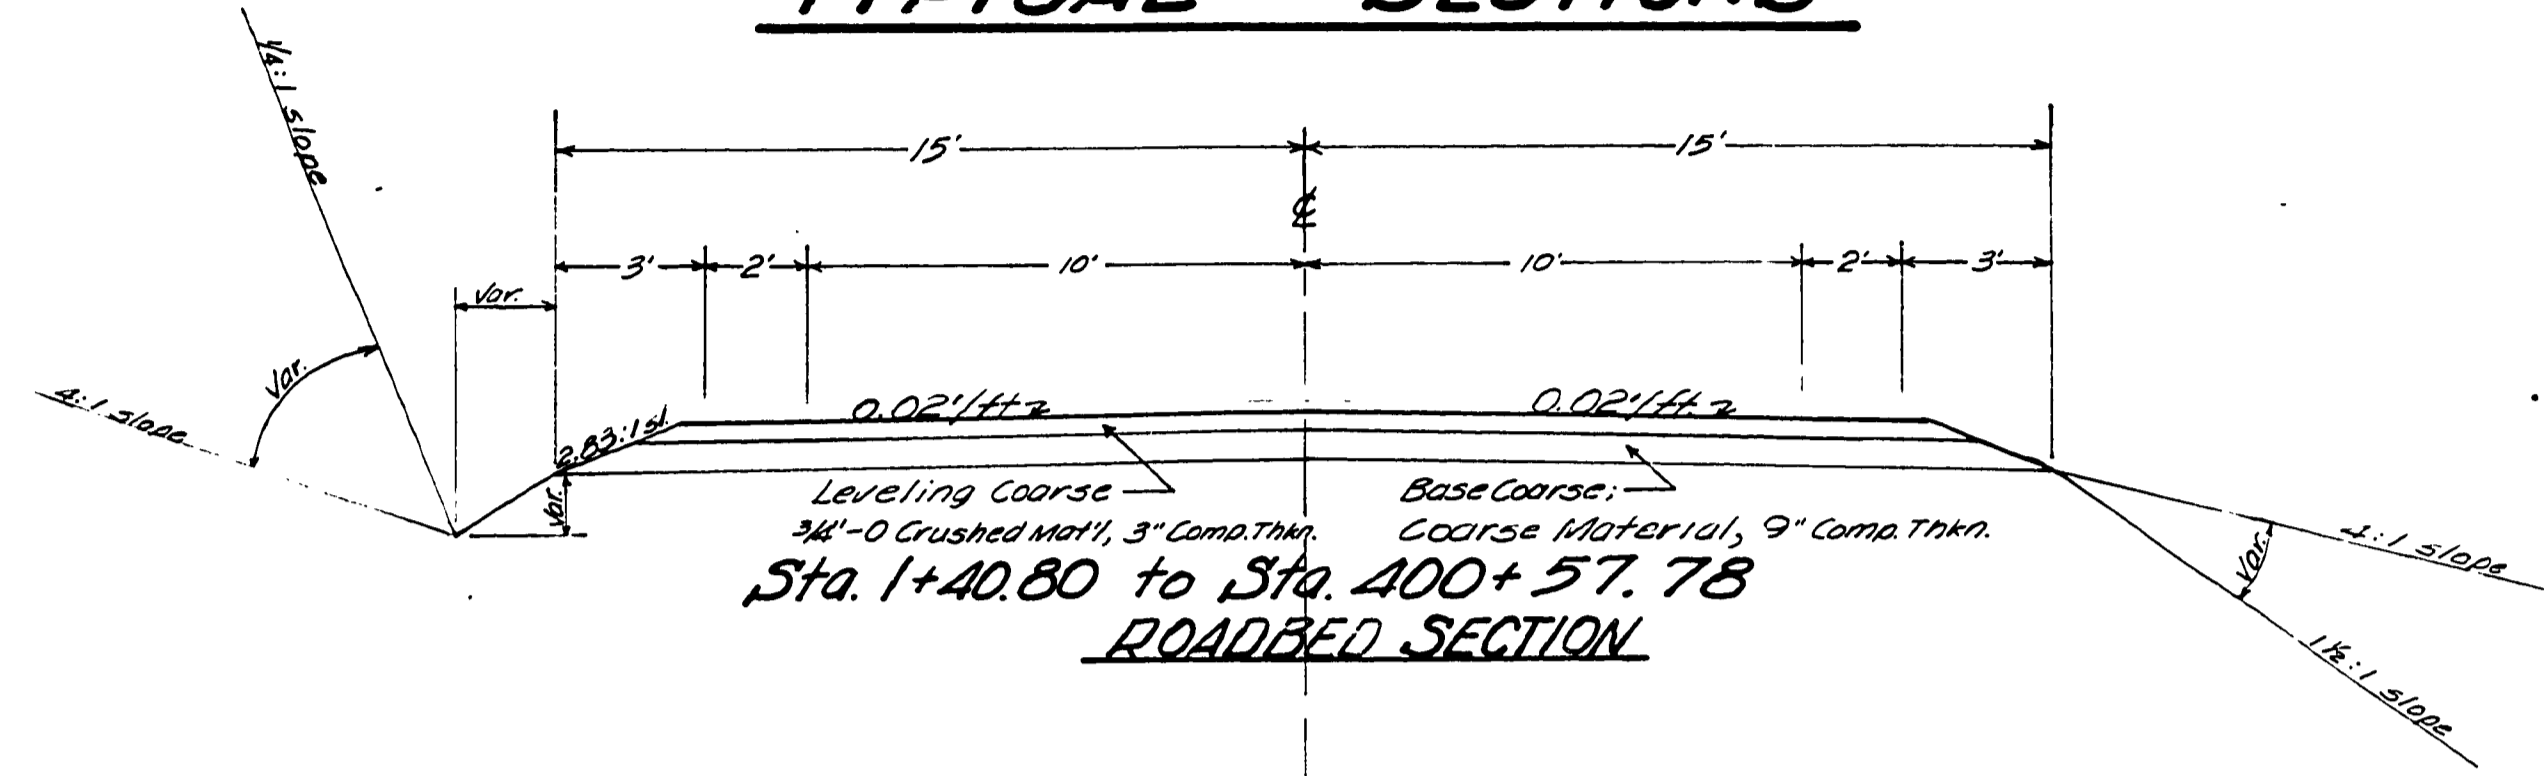 TYPICAL SECTIONS
1/4:1 slope
15' 15'
℄
3' 2' 10' 10' 2' 3'
Var.
Var.
4:1 slope
0.02'/ft. 0.02'/ft.
2.83:1 sl.
Var.
Leveling Coarse
3/4"-0 Crushed Mat'l, 3" Comp. Thkn.
Base Coarse;
Coarse Material, 9" Comp. Thkn.
4:1 slope
Var.
1½:1 slope
Sta. 1+40.80 to Sta. 400+57.78
ROADBED SECTION